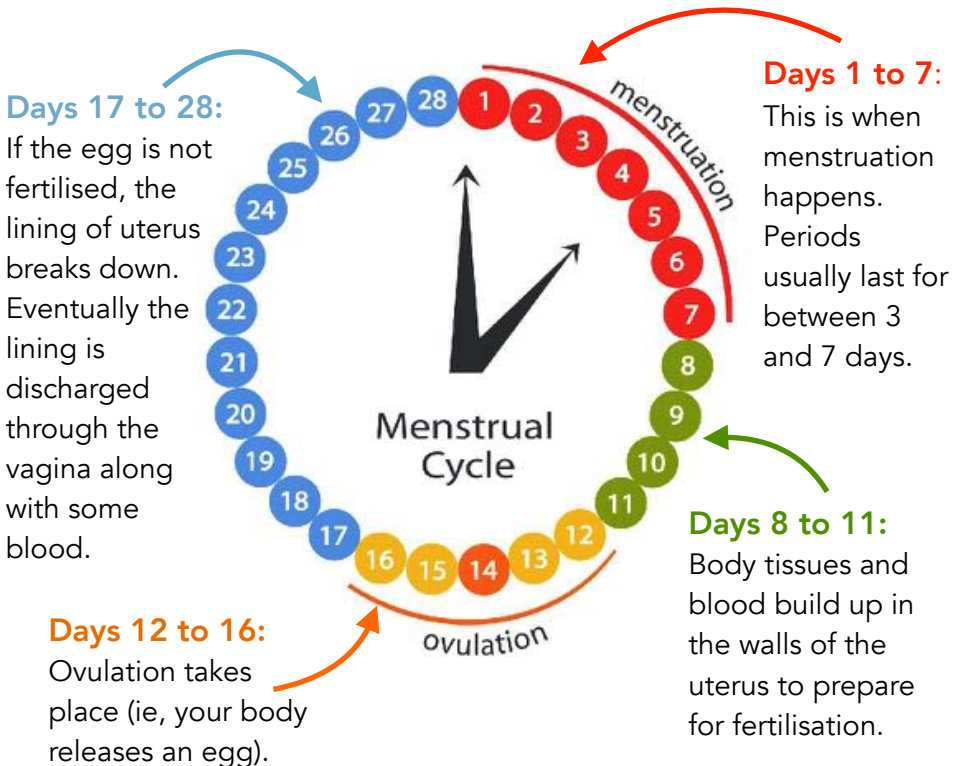 Days 1 to 7:
This is when
menstruation
happens.
Periods
usually last for
between 3
and 7 days.
Days 17 to 28:
If the egg is not
fertilised, the
lining of uterus
breaks down.
Eventually the
lining is
discharged
through the
vagina along
with some
blood.
menstruation
1
2
3
4
5
6
7
8
9
10
11
12
13
14
15
16
17
18
19
20
21
22
23
24
25
26
27
28
Menstrual
Cycle
ovulation
Days 8 to 11:
Body tissues and
blood build up in
the walls of the
uterus to prepare
for fertilisation.
Days 12 to 16:
Ovulation takes
place (ie, your body
releases an egg).